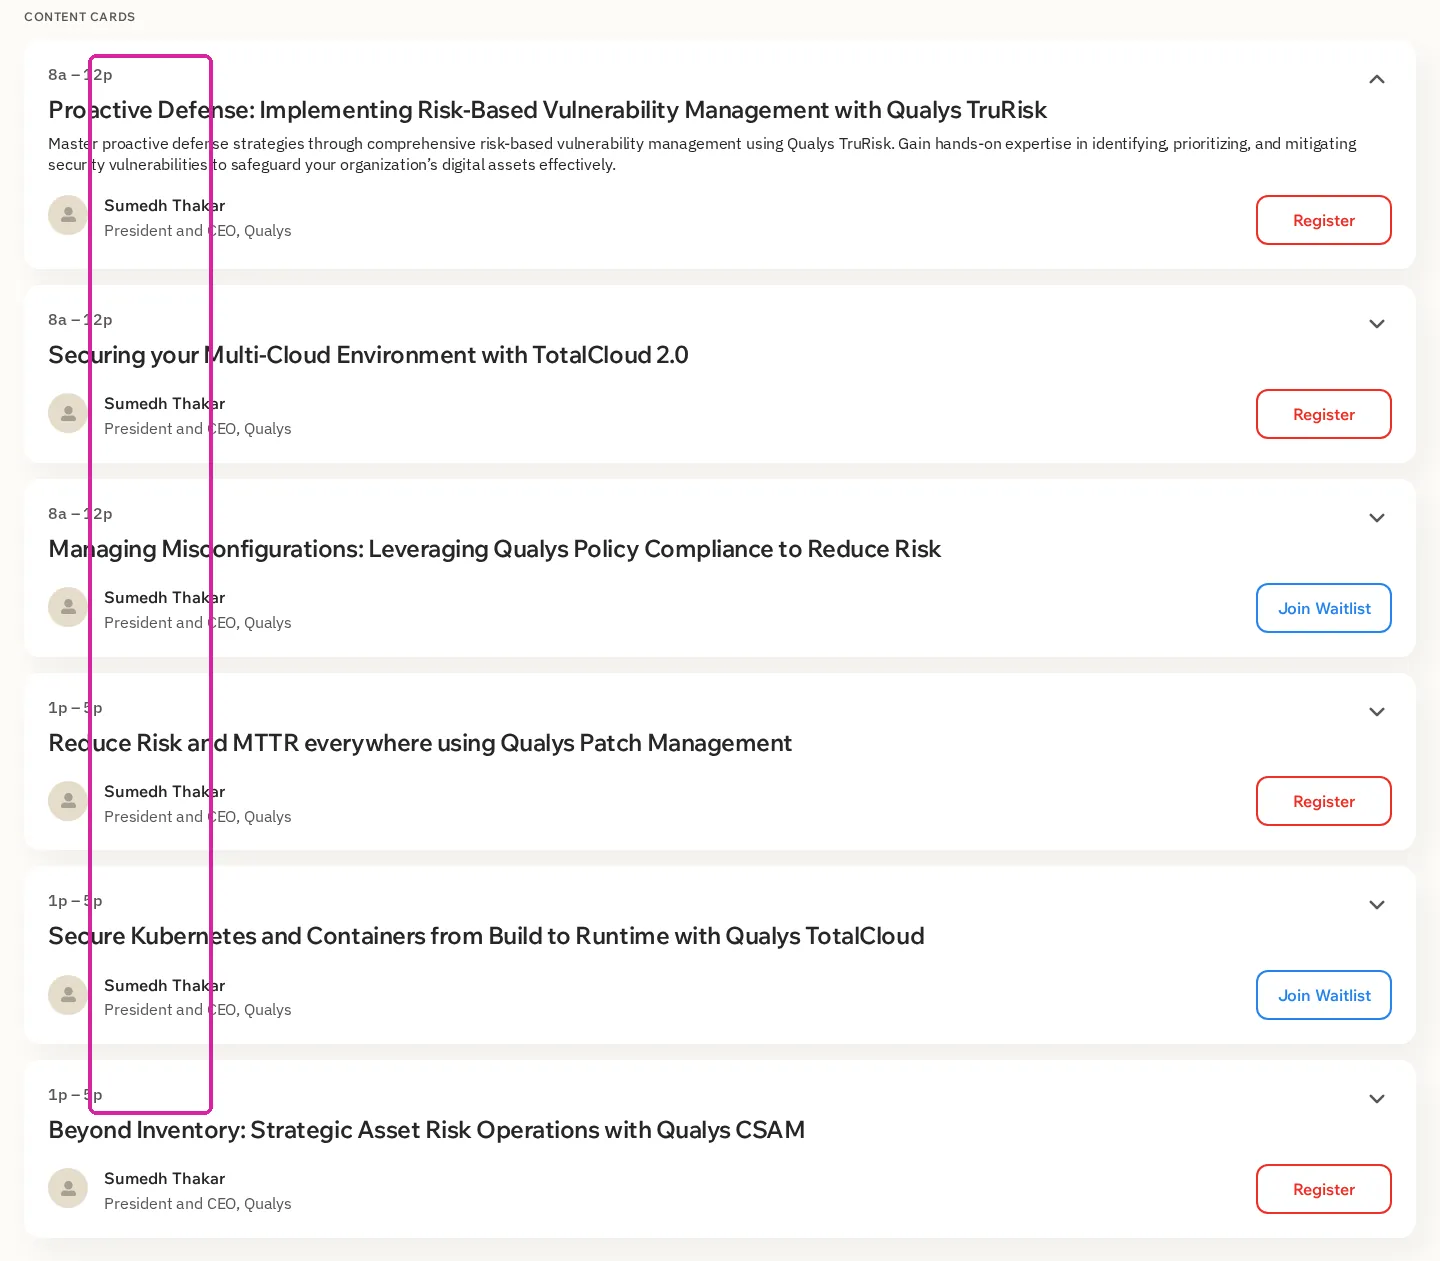 CONTENT CARDS
8a – 12p
Proactive Defense: Implementing Risk-Based Vulnerability Management with Qualys TruRisk
Master proactive defense strategies through comprehensive risk-based vulnerability management using Qualys TruRisk. Gain hands-on expertise in identifying, prioritizing, and mitigating
security vulnerabilities to safeguard your organization’s digital assets effectively.
Sumedh Thakar
President and CEO, Qualys
Register
8a – 12p
Securing your Multi-Cloud Environment with TotalCloud 2.0
Sumedh Thakar
President and CEO, Qualys
Register
8a – 12p
Managing Misconfigurations: Leveraging Qualys Policy Compliance to Reduce Risk
Sumedh Thakar
President and CEO, Qualys
Join Waitlist
1p – 5p
Reduce Risk and MTTR everywhere using Qualys Patch Management
Sumedh Thakar
President and CEO, Qualys
Register
1p – 5p
Secure Kubernetes and Containers from Build to Runtime with Qualys TotalCloud
Sumedh Thakar
President and CEO, Qualys
Join Waitlist
1p – 5p
Beyond Inventory: Strategic Asset Risk Operations with Qualys CSAM
Sumedh Thakar
President and CEO, Qualys
Register